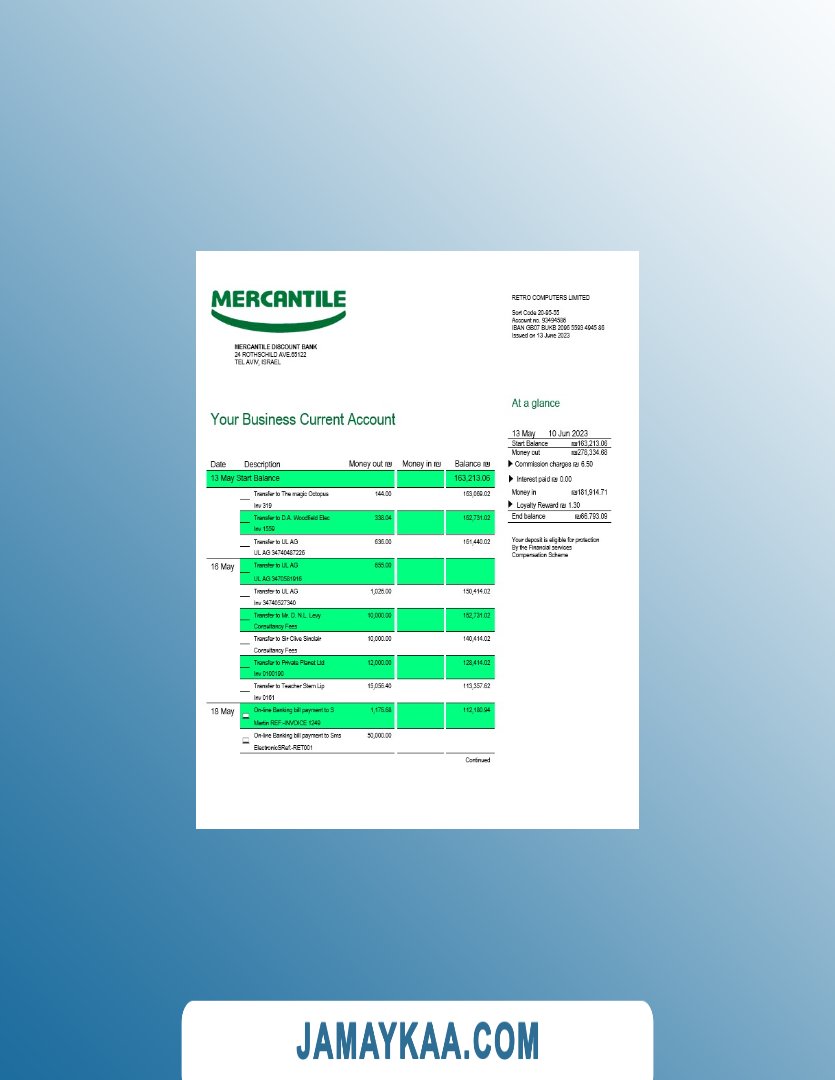 MERCANTILE
MERCANTILE DISCOUNT BANK
24 ROTHSCHILD AVE.65122
TEL AVIV, ISRAEL
RETRO COMPUTERS LIMITED
Sort Code 20-95-55
Account no. 93494586
IBAN GB07 BUKB 2096 5593 4945 86
Issued on 13 June 2023
Your Business Current Account
At a glance
13 May 10 Jun 2023
Start Balance ₪163,213.06
Money out ₪278,334.68
Commission charges ₪ 6.50
Interest paid ₪ 0.00
Money in ₪181,914.71
Loyalty Reward ₪ 1.30
End balance ₪66,793.09
Your deposit is eligible for protection
By the Financial services
Compensation Scheme
Date Description Money out ₪ Money in ₪ Balance ₪
13 May Start Balance 163,213.06
Transfer to The magic Octopus 144.00 163,069.02
Inv 319
Transfer to D.A. Woodfield Elec 338.04 162,731.02
Inv 1559
Transfer to UL AG 636.00 161,440.02
UL AG 34740487226
16 May Transfer to UL AG 655.00
UL AG 3470581916
Transfer to UL AG 1,026.00 150,414.02
Inv 34740527340
Transfer to Mr. D. N.L. Levy 10,000.00 162,731.02
Consultancy Fees
Transfer to Sir Clive Sinclair 10,000.00 140,414.02
Consultancy Fees
Transfer to Private Planet Ltd 12,000.00 128,414.02
Inv 0190190
Transfer to Teacher Stern Llp 15,056.40 113,357.62
Inv 0161
18 May On-line Banking bill payment to S 1,176.68 112,180.94
Martin REF:-INVOICE 1249
On-line Banking bill payment to Sms 50,000.00
ElectronicSRef:-RET001
Continued
JAMAYKAA.COM